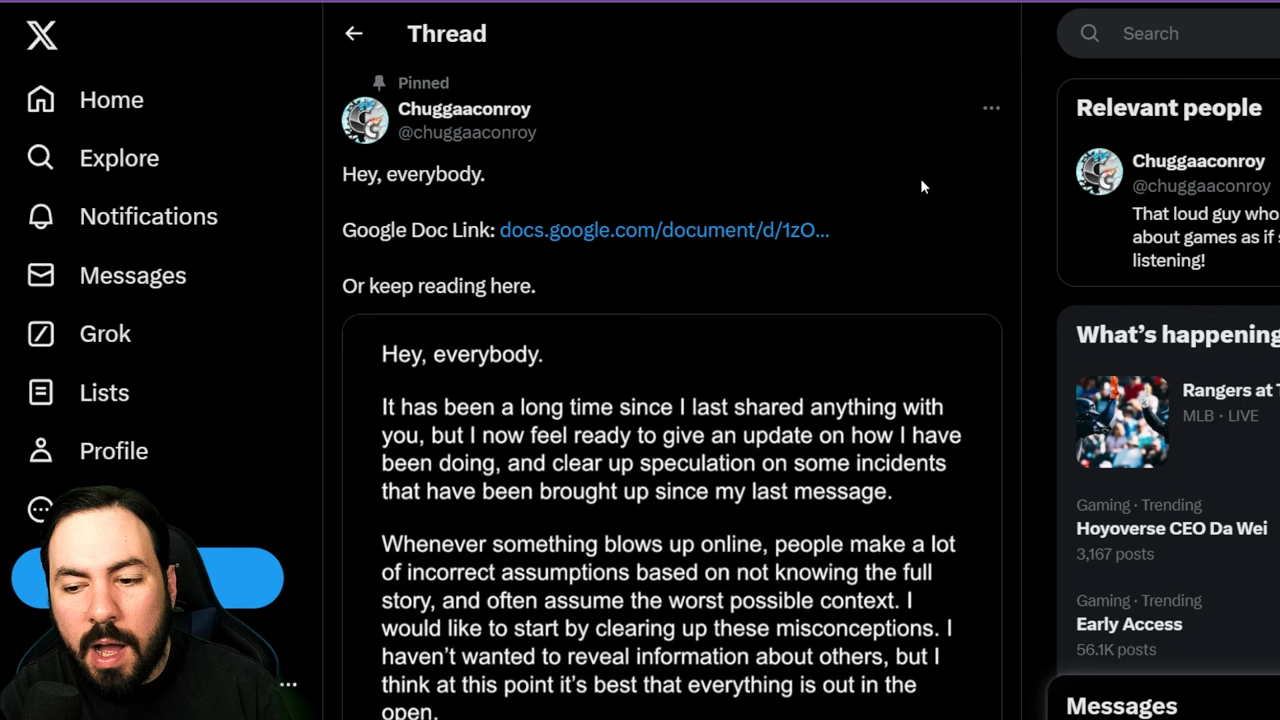 Home
Explore
Notifications
Messages
Grok
Lists
Profile
Thread
Pinned
Chuggaaconroy
@chuggaaconroy
Hey, everybody.
Google Doc Link: docs.google.com/document/d/1zO...
Or keep reading here.
Hey, everybody.
It has been a long time since I last shared anything with
you, but I now feel ready to give an update on how I have
been doing, and clear up speculation on some incidents
that have been brought up since my last message.
Whenever something blows up online, people make a lot
of incorrect assumptions based on not knowing the full
story, and often assume the worst possible context. I
would like to start by clearing up these misconceptions. I
haven’t wanted to reveal information about others, but I
think at this point it’s best that everything is out in the
open.
Search
Relevant people
Chuggaaconroy
@chuggaaconroy
That loud guy who
about games as if
listening!
What’s happening
Rangers at
MLB · LIVE
Gaming · Trending
Hoyoverse CEO Da Wei
3,167 posts
Gaming · Trending
Early Access
56.1K posts
Messages